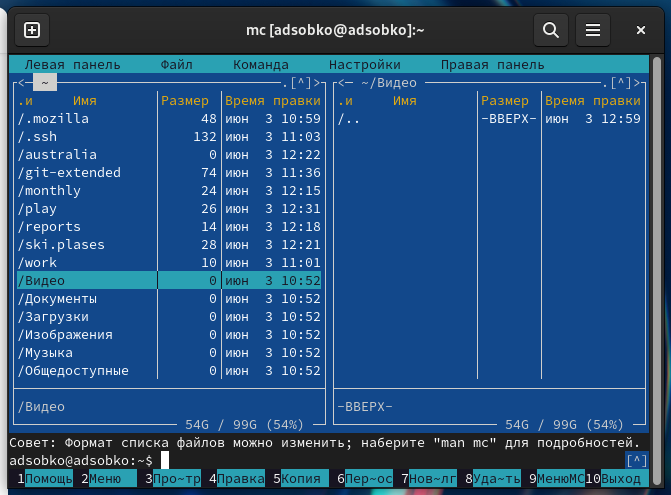 mc [adsobko@adsobko]:~
Левая панель Файл Команда Настройки Правая панель
<— ~ .[^]> <— ~/Видео .[^]>
.и Имя Размер Время правки .и Имя Размер Время правки
/.mozilla 48 июн 3 10:59 /.. -ВВЕРХ- июн 3 12:59
/.ssh 132 июн 3 11:03
/australia 0 июн 3 12:22
/git-extended 74 июн 3 11:36
/monthly 24 июн 3 12:15
/play 26 июн 3 12:31
/reports 14 июн 3 12:18
/ski.plases 28 июн 3 12:21
/work 10 июн 3 11:01
/Видео 0 июн 3 10:52
/Документы 0 июн 3 10:52
/Загрузки 0 июн 3 10:52
/Изображения 0 июн 3 10:52
/Музыка 0 июн 3 10:52
/Общедоступные 0 июн 3 10:52
/Видео -ВВЕРХ-
54G / 99G (54%) 54G / 99G (54%)
Совет: Формат списка файлов можно изменить; наберите "man mc" для подробностей.
adsobko@adsobko:~$ [^]
1Помощь 2Меню 3Про~тр 4Правка 5Копия 6Пер~ос 7Нов~лг 8Уда~ть 9МенюMC 10Выход